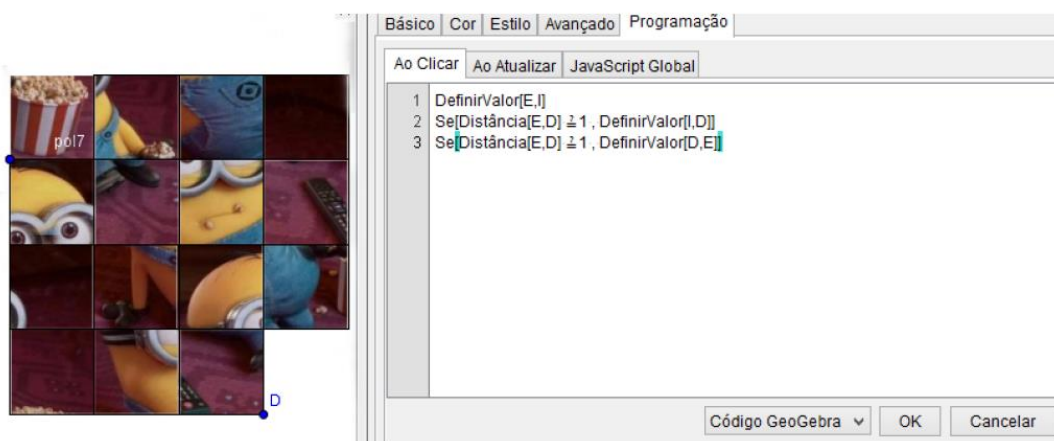 Básico Cor Estilo Avançado Programação
Ao Clicar Ao Atualizar JavaScript Global
1 DefinirValor[E,I]
2 Se[Distância[E,D] ≟ 1 , DefinirValor[I,D]]
3 Se[Distância[E,D] ≟ 1 , DefinirValor[D,E]]
pol7
D
Código GeoGebra OK Cancelar